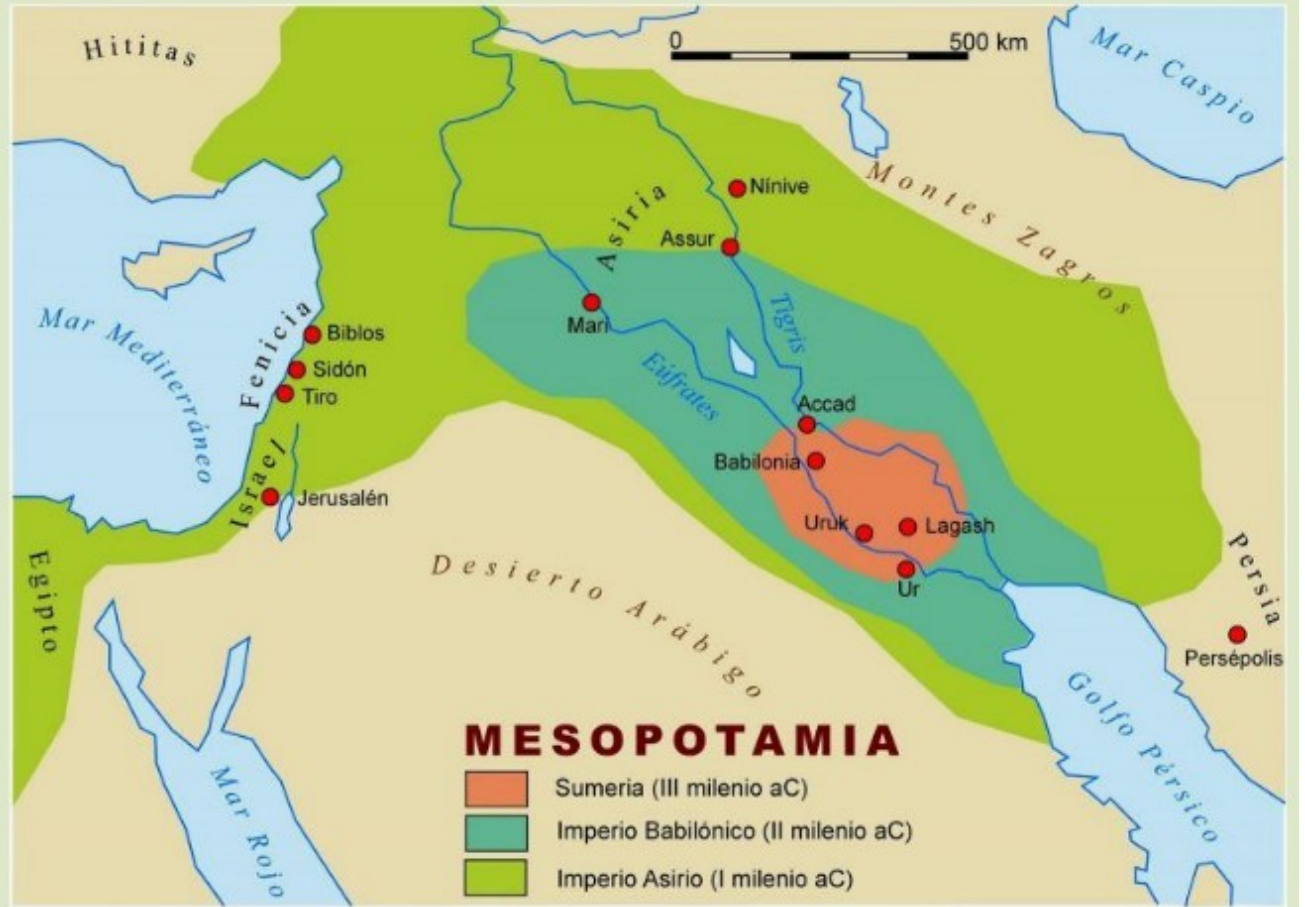 Hititas
0
500 km
Mar Caspio
Montes Zagros
Nínive
Asiria
Assur
Mari
Tigris
Eúfrates
Mar Mediterráneo
Fenicia
Biblos
Sidón
Tiro
Accad
Babilonia
Israel
Jerusalén
Uruk
Lagash
Ur
Egipto
Desierto Arábigo
Persia
Persépolis
Golfo Pérsico
Mar Rojo
MESOPOTAMIA
Sumeria (III milenio aC)
Imperio Babilónico (II milenio aC)
Imperio Asirio (I milenio aC)